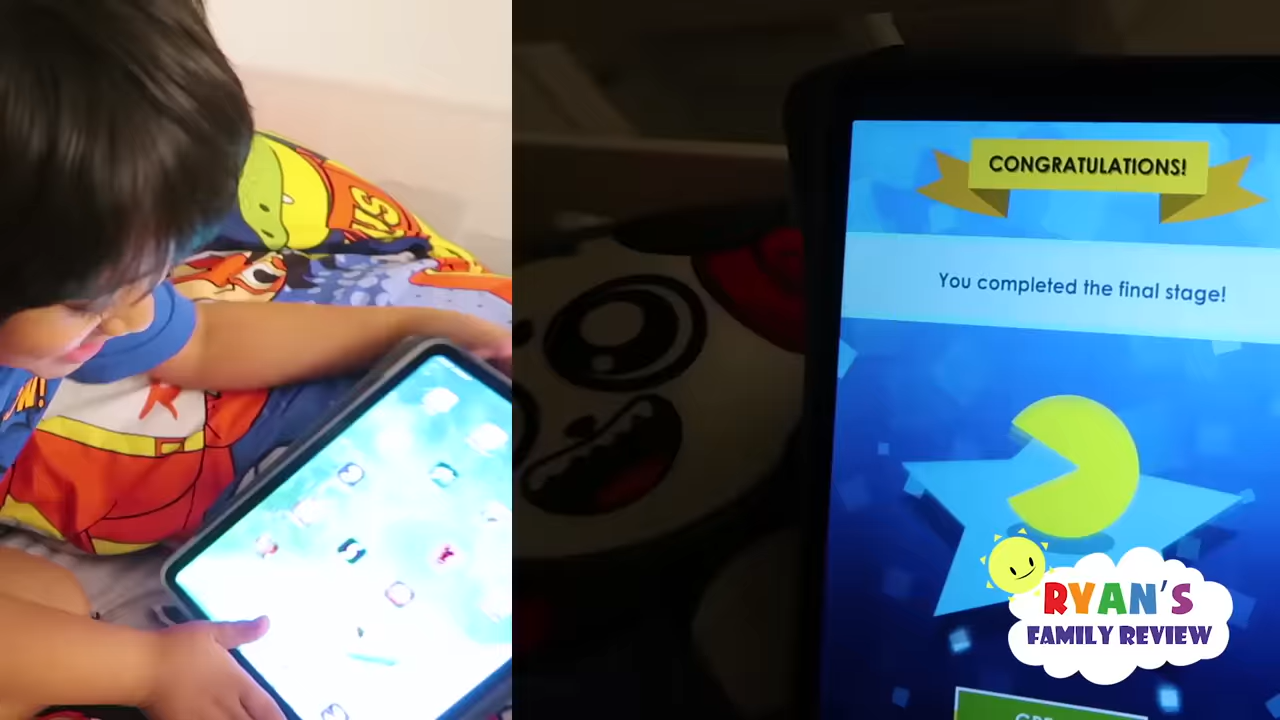 CONGRATULATIONS!
You completed the final stage!
RYAN'S
FAMILY REVIEW